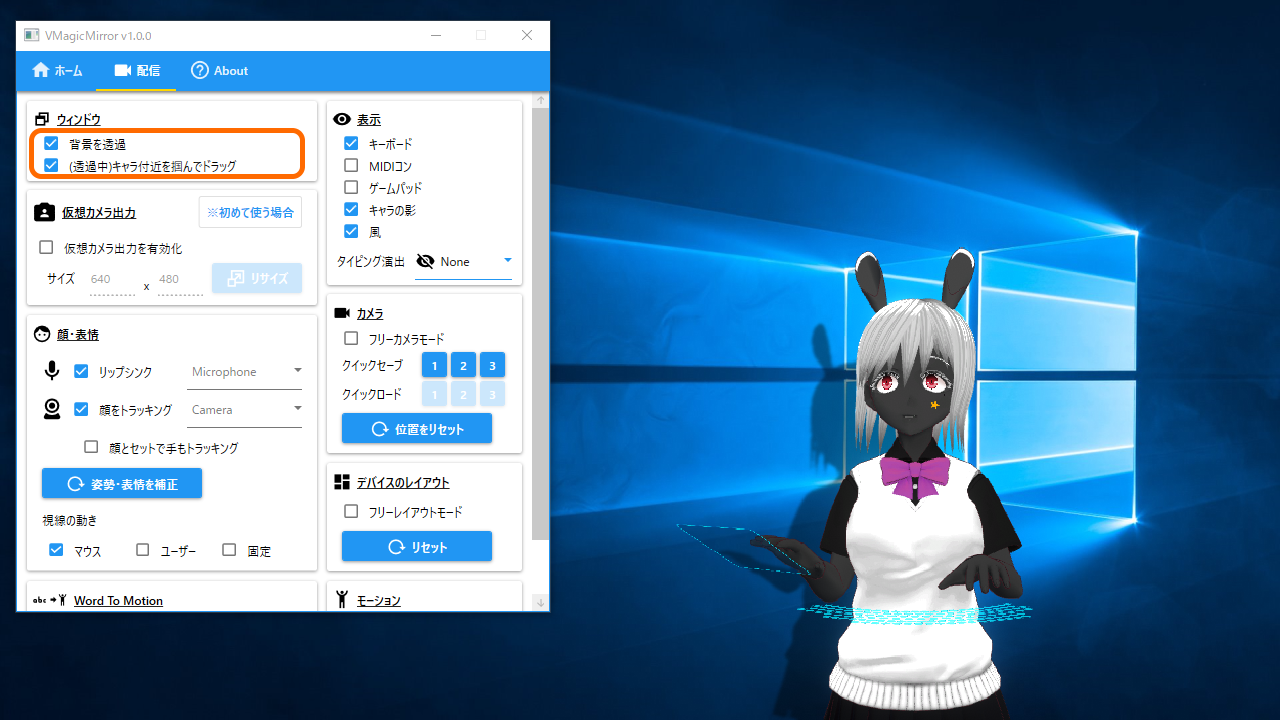 VMagicMirror v1.0.0
ホーム
配信
About
ウィンドウ
背景を透過
(透過中)キャラ付近を掴んでドラッグ
仮想カメラ出力
※初めて使う場合
仮想カメラ出力を有効化
サイズ 640 x 480 リサイズ
顔・表情
リップシンク Microphone
顔をトラッキング Camera
顔とセットで手もトラッキング
姿勢・表情を補正
視線の動き
マウス ユーザー 固定
abc Word To Motion
表示
キーボード
MIDIコン
ゲームパッド
キャラの影
風
タイピング演出 None
カメラ
フリーカメラモード
クイックセーブ 1 2 3
クイックロード 1 2 3
位置をリセット
デバイスのレイアウト
フリーレイアウトモード
リセット
モーション